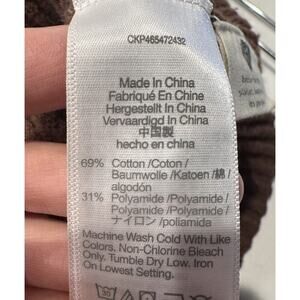 CKP465472432
Made In China
Fabriqué En Chine
Hergestellt In China
Vervaardigd In China
中国製
hecho en china
69% Cotton /Coton /
Baumwolle /Katoen /綿 /
algodón
31% Polyamide /Polyamide /
Polyamide /Polyamide /
ナイロン /poliamida
Machine Wash Cold With Like
Colors. Non-Chlorine Bleach
Only. Tumble Dry Low. Iron
On Lowest Setting.
30